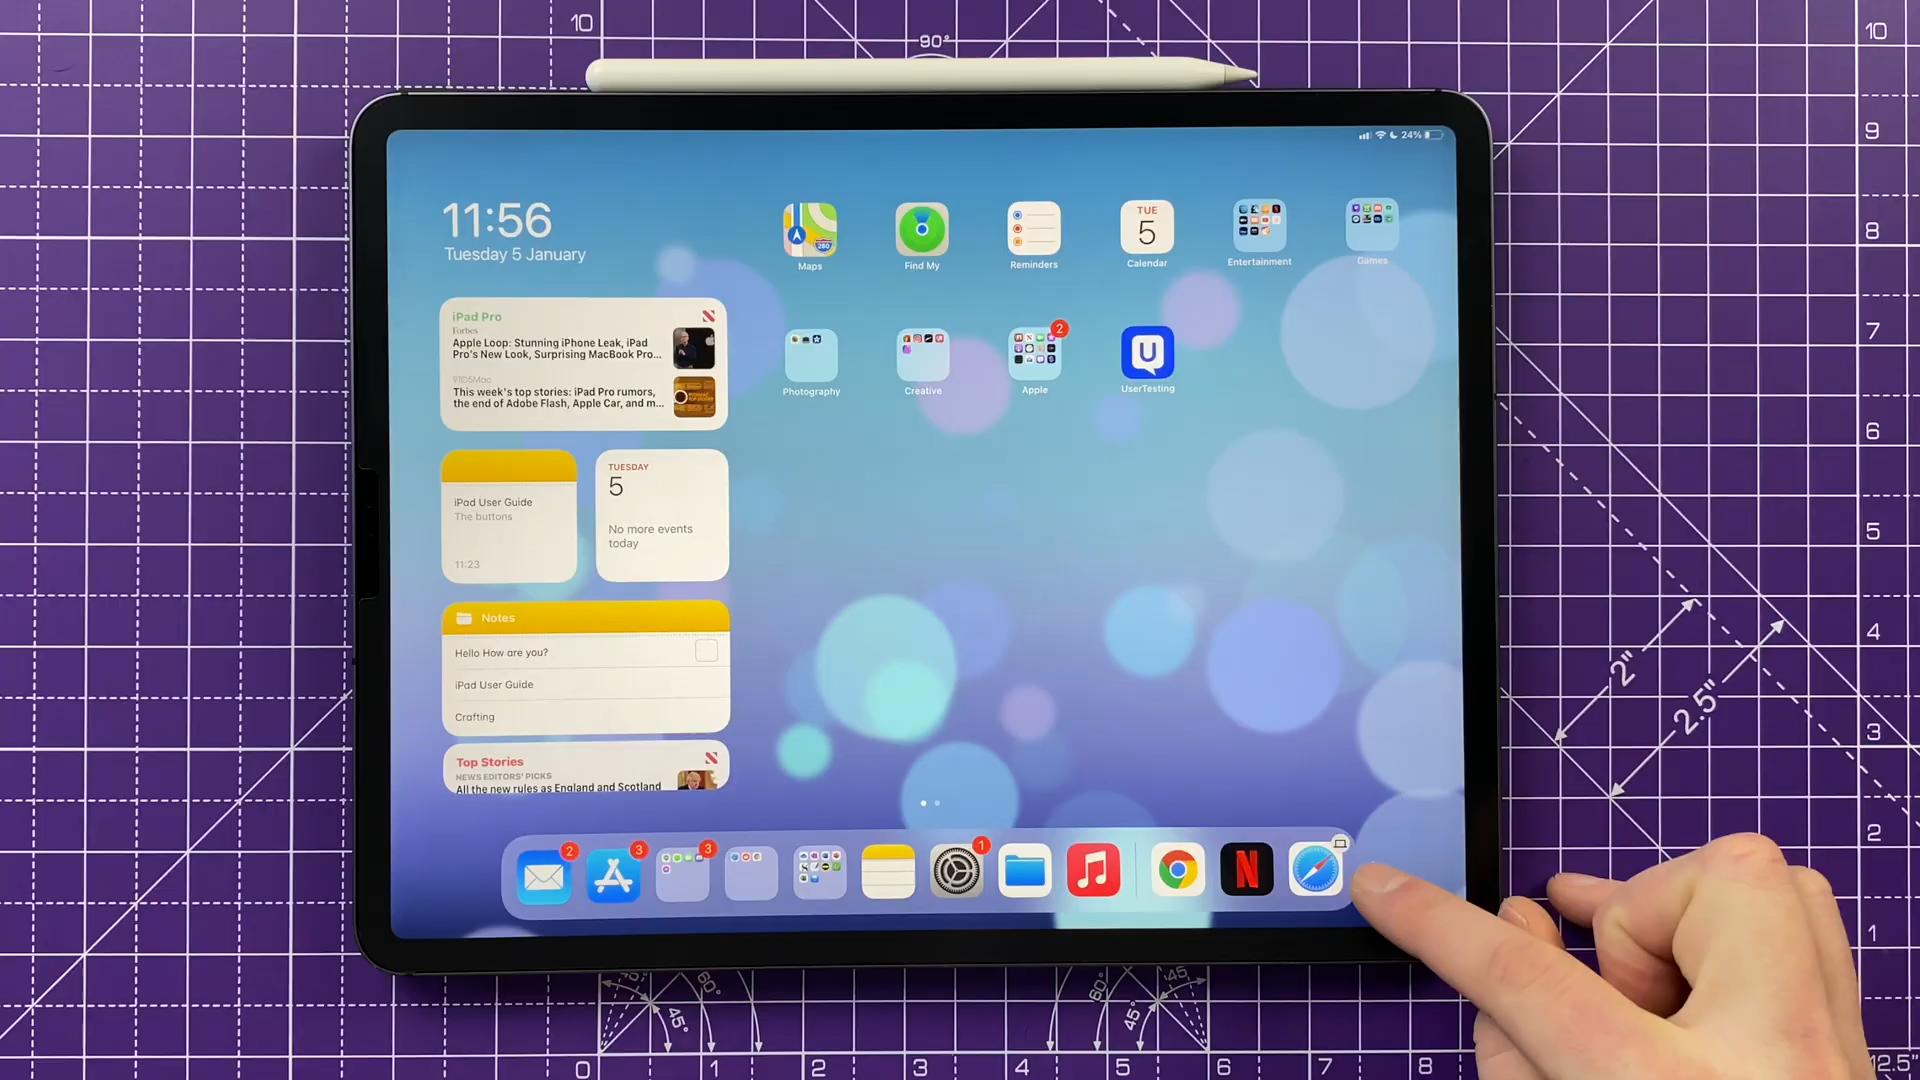 10
90°
10
9
8
7
6
5
4
3
2
1
24%
11:56
Tuesday 5 January
Maps
Find My
Reminders
TUE
5
Calendar
Entertainment
Games
Photography
Creative
2
Apple
U
UserTesting
iPad Pro
Forbes
Apple Loop: Stunning iPhone Leak, iPad
Pro's New Look, Surprising MacBook Pro...
9TO5Mac
This week's top stories: iPad Pro rumors,
the end of Adobe Flash, Apple Car, and m...
iPad User Guide
The buttons
11:23
TUESDAY
5
No more events
today
Notes
Hello How are you?
iPad User Guide
Crafting
Top Stories
NEWS EDITORS' PICKS
All the new rules as England and Scotland
2
3
3
1
N
2"
2.5"
45°
60°
45°
60°
45
45°
0
1
2
3
4
5
6
7
8
12.5"